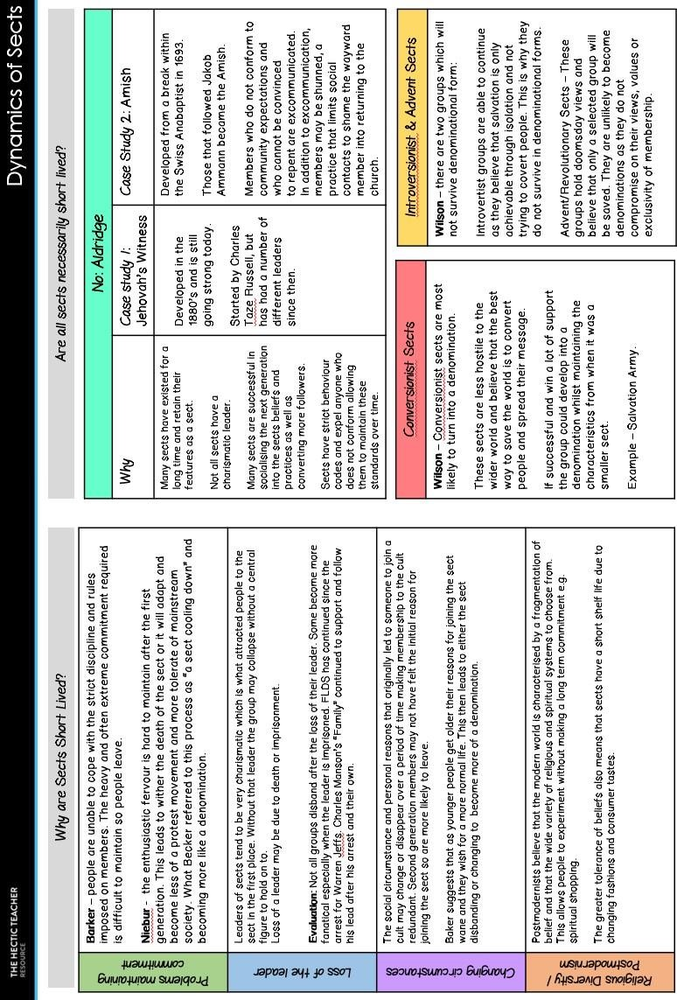 THE HECTIC TEACHER
RESOURCE
Dynamics of Sects
Why are Sects Short Lived?
Problems maintaining
commitment
Barker – people are unable to cope with the strict discipline and rules
imposed on members. The heavy and often extreme commitment required
is difficult to maintain so people leave.
Niebur - the enthusiastic fervour is hard to maintain after the first
generation. This leads to wither the death of the sect or it will adapt and
become less of a protest movement and more tolerate of mainstream
society. What Becker referred to this process as "a sect cooling down" and
becoming more like a denomination.
Loss of the leader
Leaders of sects tend to be very charismatic which is what attracted people to the
sect in the first place. Without that leader the group may collapse without a central
figure to hold on to.
Loss of a leader may be due to death or imprisonment.
Evaluation: Not all groups disband after the loss of their leader. Some become more
fanatical especially when the leader is imprisoned. FLDS has continued since the
arrest for Warren Jeffs. Charles Manson's "Family" continued to support and follow
his lead after his arrest and their own.
Changing circumstances
The social circumstance and personal reasons that originally led to someone to join a
cult may change or disappear over a period of time making membership to the cult
redundant. Second generation members may not have felt the initial reason for
joining the sect so are more likely to leave.
Baker suggests that as younger people get older their reasons for joining the sect
wane and they wish for a more normal life. This then leads to either the sect
disbanding or changing to become more of a denomination.
Religious Diversity /
Postmodernism
Postmodernists believe that the modern world is characterised by a fragmentation of
belief and that the wide variety of religious and spiritual systems to choose from.
This allows people to experiment without making a long term commitment e.g.
spiritual shopping.
The greater tolerance of beliefs also means that sects have a short shelf life due to
changing fashions and consumer tastes.
Are all sects necessarily short lived?
No: Aldridge
Why
Many sects have existed for a
long time and retain their
features as a sect.
Not all sects have a
charismatic leader.
Many sects are successful in
socialising the next generation
into the sects beliefs and
practices as well as
converting more followers.
Sects have strict behaviour
codes and expel anyone who
does not conform allowing
them to maintain these
standards over time.
Case study 1:
Jehovah's Witness
Developed in the
1880's and is still
going strong today.
Started by Charles
Taze Russell, but
has had a number of
different leaders
since then.
Case Study 2: Amish
Developed from a break within
the Swiss Anabaptist in 1693.
Those that followed Jakob
Ammann became the Amish.
Members who do not conform to
community expectations and
who cannot be convinced
to repent are excommunicated.
In addition to excommunication,
members may be shunned, a
practice that limits social
contacts to shame the wayward
member into returning to the
church.
Conversionist Sects
Wilson – Conversionist sects are most
likely to turn into a denomination.
These sects are less hostile to the
wider world and believe that the best
way to save the world is to convert
people and spread their message.
If successful and win a lot of support
the group could develop into a
denomination whilst maintaining the
characteristics from when it was a
smaller sect.
Example – Salvation Army.
Introversionist & Advent Sects
Wilson – there are two groups which will
not survive denominational form:
Introvertist groups are able to continue
as they believe that salvation is only
achievable through isolation and not
trying to covert people. This is why they
do not survive in denominational forms.
Advent/Revolutionary Sects – These
groups hold doomsday views and
believe that only a selected group will
be saved. They are unlikely to become
denominations as they do not
compromise on their views, values or
exclusivity of membership.